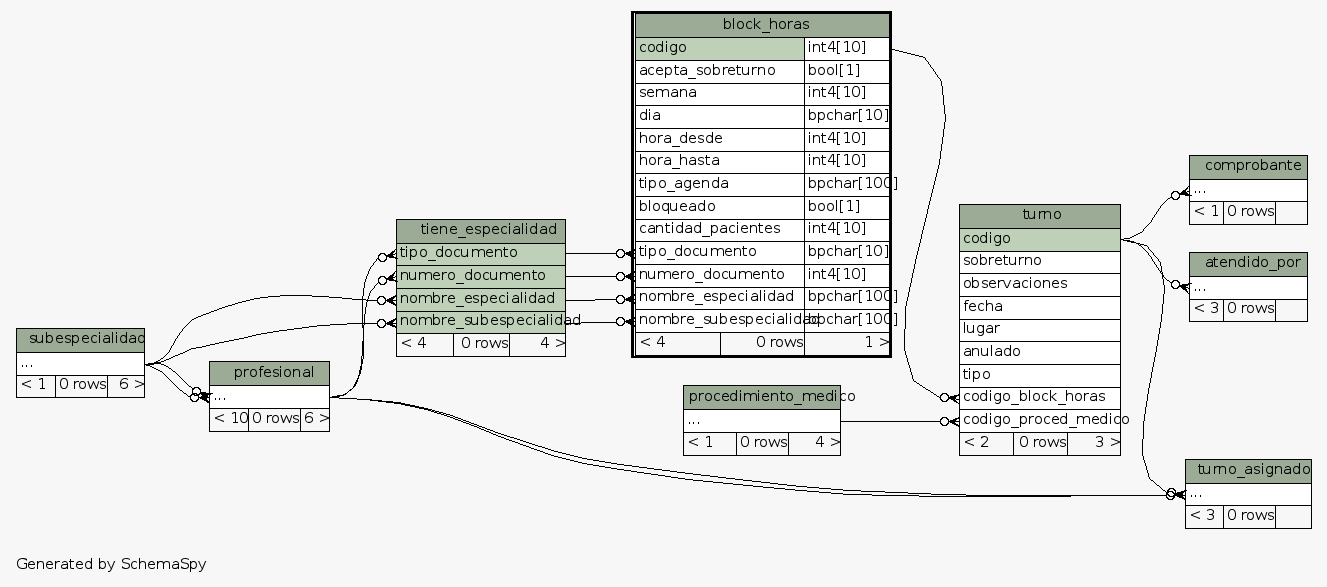 block_horas
codigo int4[10]
acepta_sobreturno bool[1]
semana int4[10]
dia bpchar[10]
hora_desde int4[10]
hora_hasta int4[10]
tipo_agenda bpchar[100]
bloqueado bool[1]
cantidad_pacientes int4[10]
tipo_documento bpchar[10]
numero_documento int4[10]
nombre_especialidad bpchar[100]
nombre_subespecialidad bpchar[100]
< 4 0 rows 1 >
tiene_especialidad
tipo_documento
numero_documento
nombre_especialidad
nombre_subespecialidad
< 4 0 rows 4 >
subespecialidad
...
< 1 0 rows 6 >
profesional
...
< 10 0 rows 6 >
procedimiento_medico
...
< 1 0 rows 4 >
turno
codigo
sobreturno
observaciones
fecha
lugar
anulado
tipo
codigo_block_horas
codigo_proced_medico
< 2 0 rows 3 >
comprobante
...
< 1 0 rows
atendido_por
...
< 3 0 rows
turno_asignado
...
< 3 0 rows
Generated by SchemaSpy